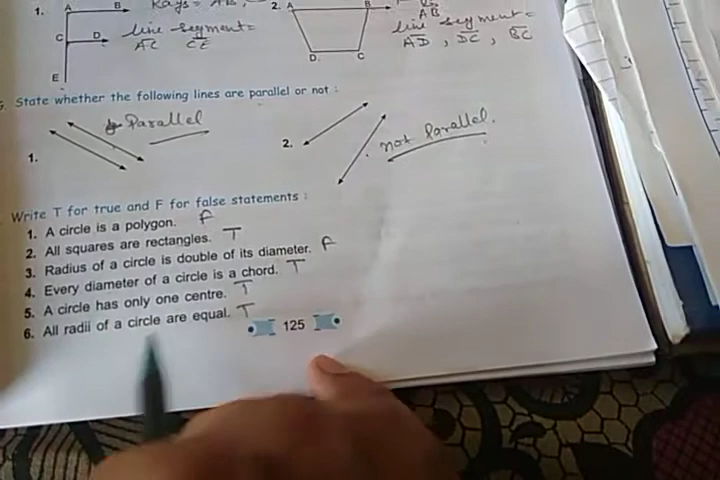 1. A B Rays = AB, 2. A B AB
C D line segment = line segment =
AC CE AD , DC , BC
E D. C
State whether the following lines are parallel or not :
1. Parallel 2. not Parallel.
Write T for true and F for false statements :
1. A circle is a polygon. F
2. All squares are rectangles. T
3. Radius of a circle is double of its diameter. F
4. Every diameter of a circle is a chord. T
5. A circle has only one centre. T
6. All radii of a circle are equal. T
125